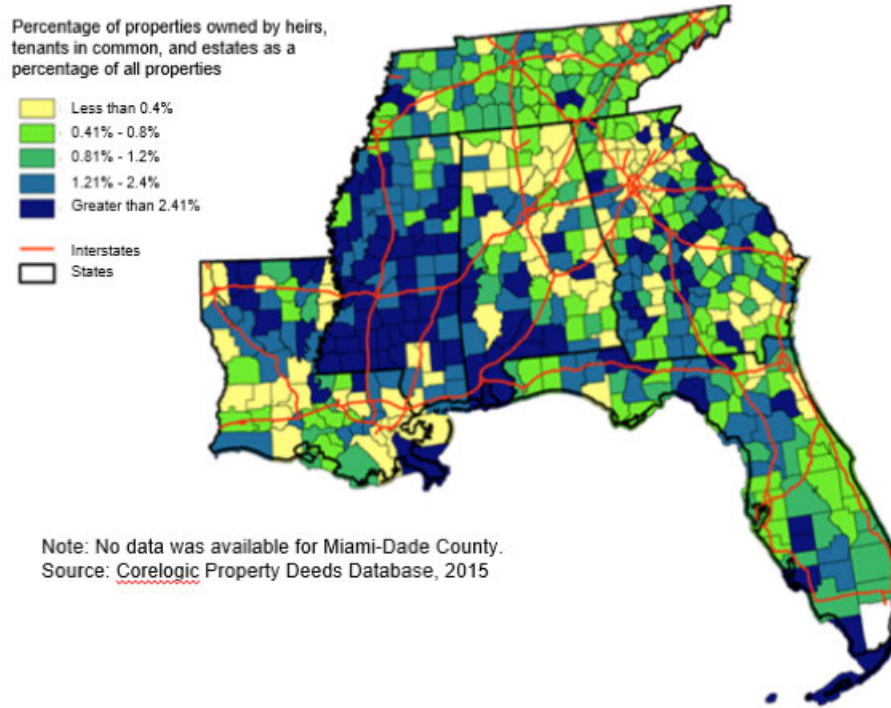 Percentage of properties owned by heirs,
tenants in common, and estates as a
percentage of all properties
Less than 0.4%
0.41% - 0.8%
0.81% - 1.2%
1.21% - 2.4%
Greater than 2.41%
Interstates
States
Note: No data was available for Miami-Dade County.
Source: Corelogic Property Deeds Database, 2015